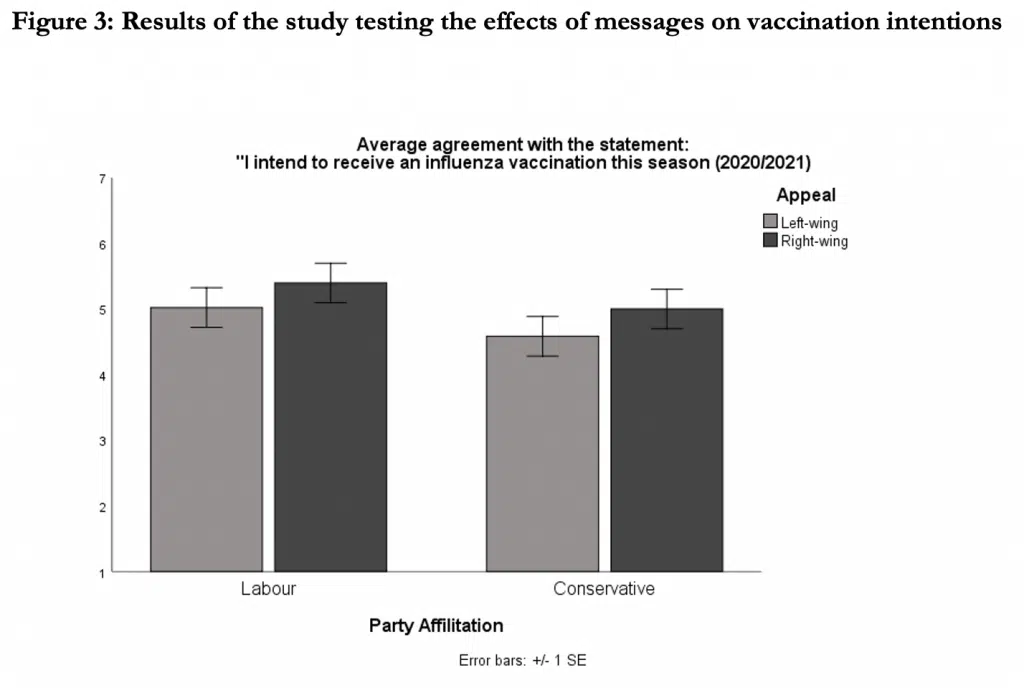 Figure 3: Results of the study testing the effects of messages on vaccination intentions
Average agreement with the statement:
"I intend to receive an influenza vaccination this season (2020/2021)
Appeal
Left-wing
Right-wing
7
6
5
4
3
2
1
Labour
Conservative
Party Affilitation
Error bars: +/- 1 SE